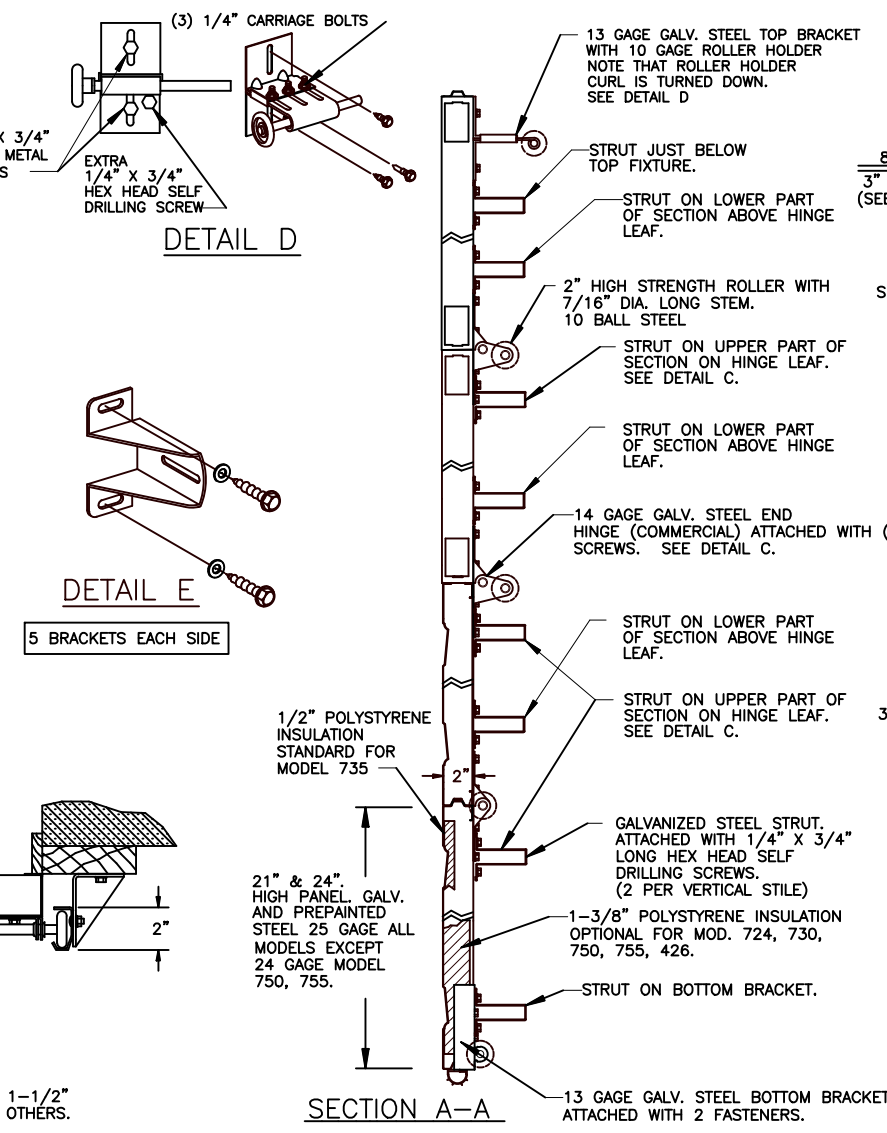 (3) 1/4" CARRIAGE BOLTS
X 3/4"
METAL
S
EXTRA
1/4" X 3/4"
HEX HEAD SELF
DRILLING SCREW
DETAIL D
13 GAGE GALV. STEEL TOP BRACKET
WITH 10 GAGE ROLLER HOLDER
NOTE THAT ROLLER HOLDER
CURL IS TURNED DOWN.
SEE DETAIL D
STRUT JUST BELOW
TOP FIXTURE.
8
3"
(SEE
STRUT ON LOWER PART
OF SECTION ABOVE HINGE
LEAF.
S
2" HIGH STRENGTH ROLLER WITH
7/16" DIA. LONG STEM.
10 BALL STEEL
STRUT ON UPPER PART OF
SECTION ON HINGE LEAF.
SEE DETAIL C.
STRUT ON LOWER PART
OF SECTION ABOVE HINGE
LEAF.
14 GAGE GALV. STEEL END
HINGE (COMMERCIAL) ATTACHED WITH (
SCREWS. SEE DETAIL C.
DETAIL E
5 BRACKETS EACH SIDE
STRUT ON LOWER PART
OF SECTION ABOVE HINGE
LEAF.
STRUT ON UPPER PART OF
SECTION ON HINGE LEAF.
SEE DETAIL C.
3
1/2" POLYSTYRENE
INSULATION
STANDARD FOR
MODEL 735
2"
GALVANIZED STEEL STRUT.
ATTACHED WITH 1/4" X 3/4"
LONG HEX HEAD SELF
DRILLING SCREWS.
(2 PER VERTICAL STILE)
21" & 24".
HIGH PANEL. GALV.
AND PREPAINTED
STEEL 25 GAGE ALL
MODELS EXCEPT
24 GAGE MODEL
750, 755.
2"
1-3/8" POLYSTYRENE INSULATION
OPTIONAL FOR MOD. 724, 730,
750, 755, 426.
STRUT ON BOTTOM BRACKET.
1-1/2"
OTHERS.
SECTION A-A
13 GAGE GALV. STEEL BOTTOM BRACKET
ATTACHED WITH 2 FASTENERS.